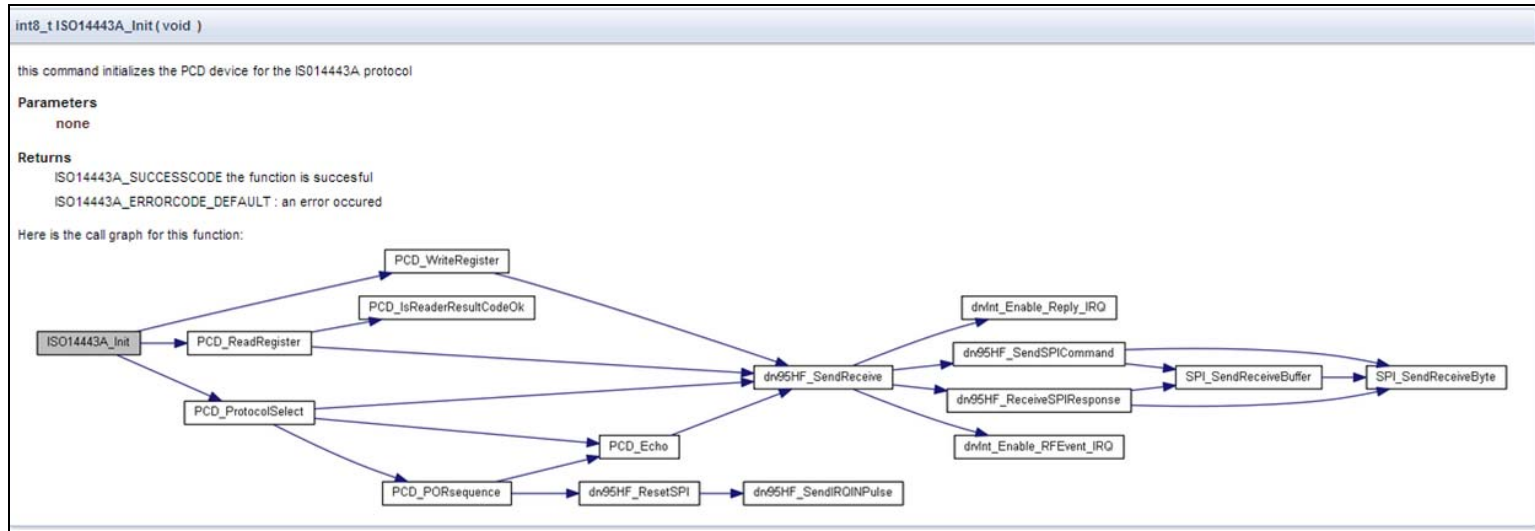 int8_t ISO14443A_Init ( void )
this command initializes the PCD device for the IS014443A protocol
Parameters
none
Returns
ISO14443A_SUCCESSCODE the function is succesful
ISO14443A_ERRORCODE_DEFAULT : an error occured
Here is the call graph for this function:
PCD_WriteRegister
PCD_IsReaderResultCodeOk
drvInt_Enable_Reply_IRQ
ISO14443A_Init
PCD_ReadRegister
drv95HF_SendSPICommand
drv95HF_SendReceive
SPI_SendReceiveBuffer
SPI_SendReceiveByte
drv95HF_ReceiveSPIResponse
PCD_ProtocolSelect
PCD_Echo
drvInt_Enable_RFEvent_IRQ
PCD_PORsequence
drv95HF_ResetSPI
drv95HF_SendIRQINPulse